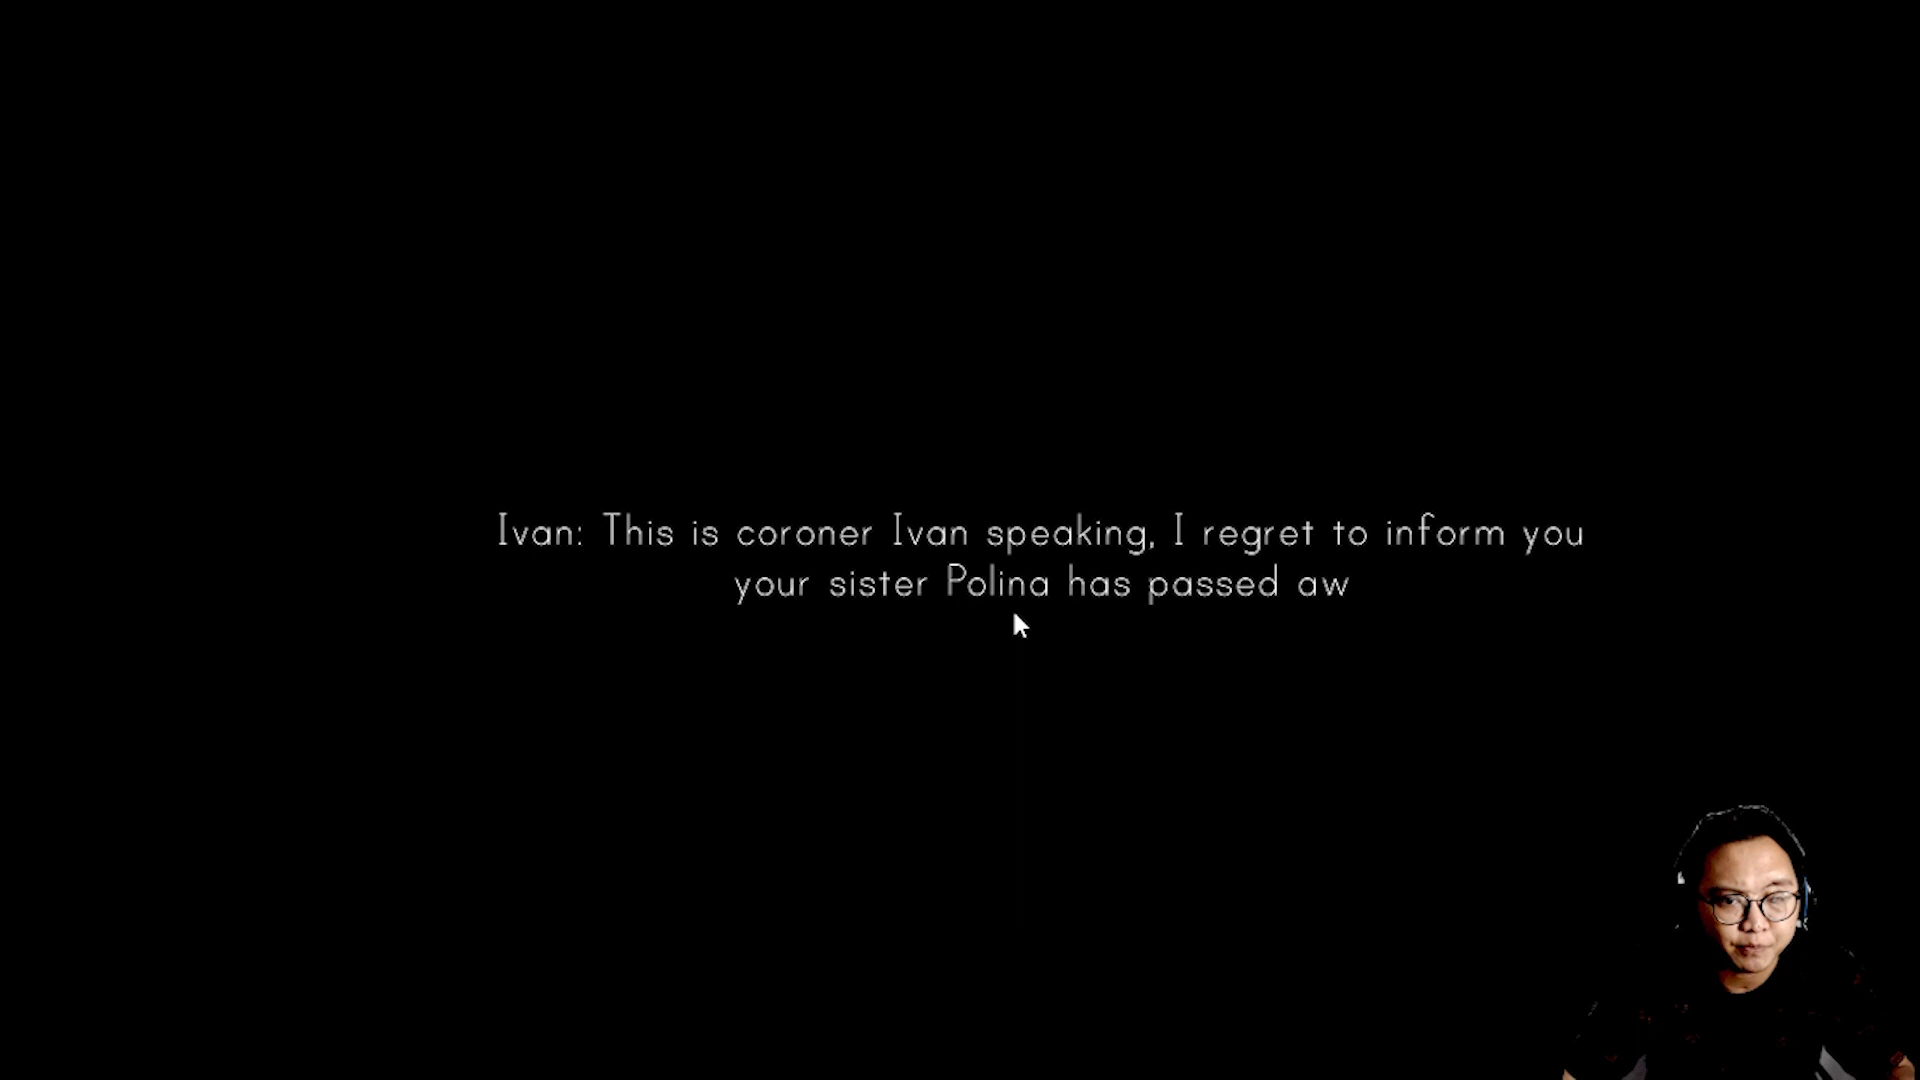 Ivan: This is coroner Ivan speaking, I regret to inform you
your sister Polina has passed aw